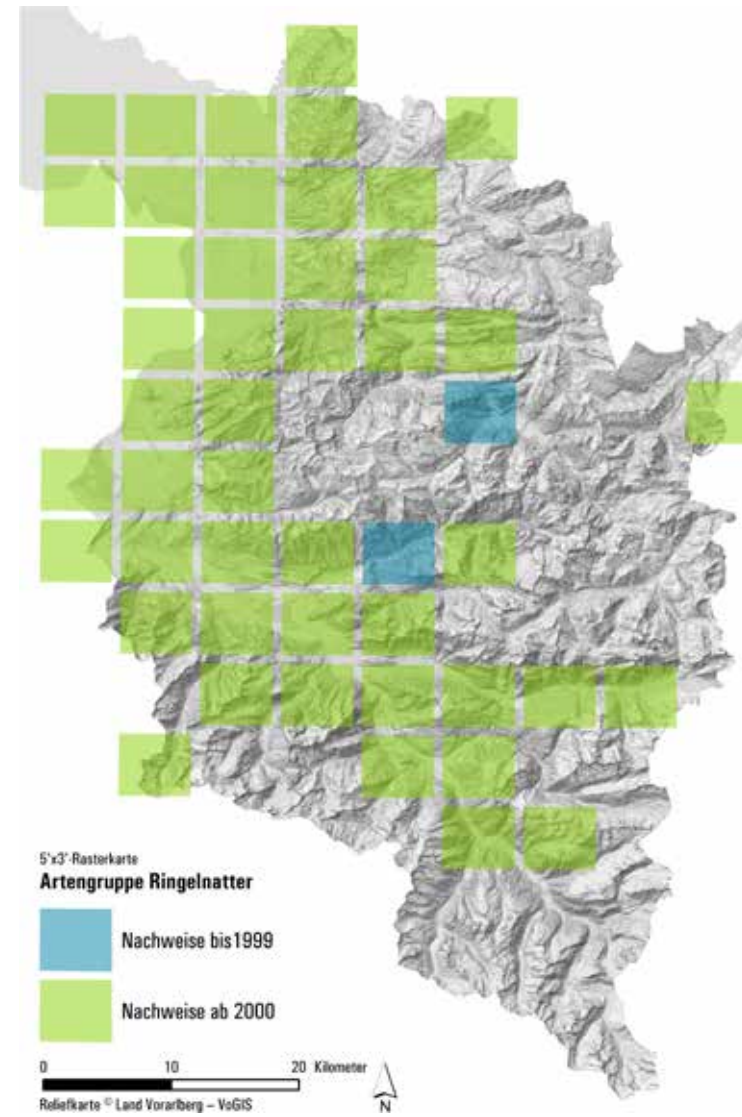 5'x3'-Rasterkarte
Artengruppe Ringelnatter
Nachweise bis1999
Nachweise ab 2000
0 10 20 Kilometer
Reliefkarte © Land Vorarlberg – VoGIS
N